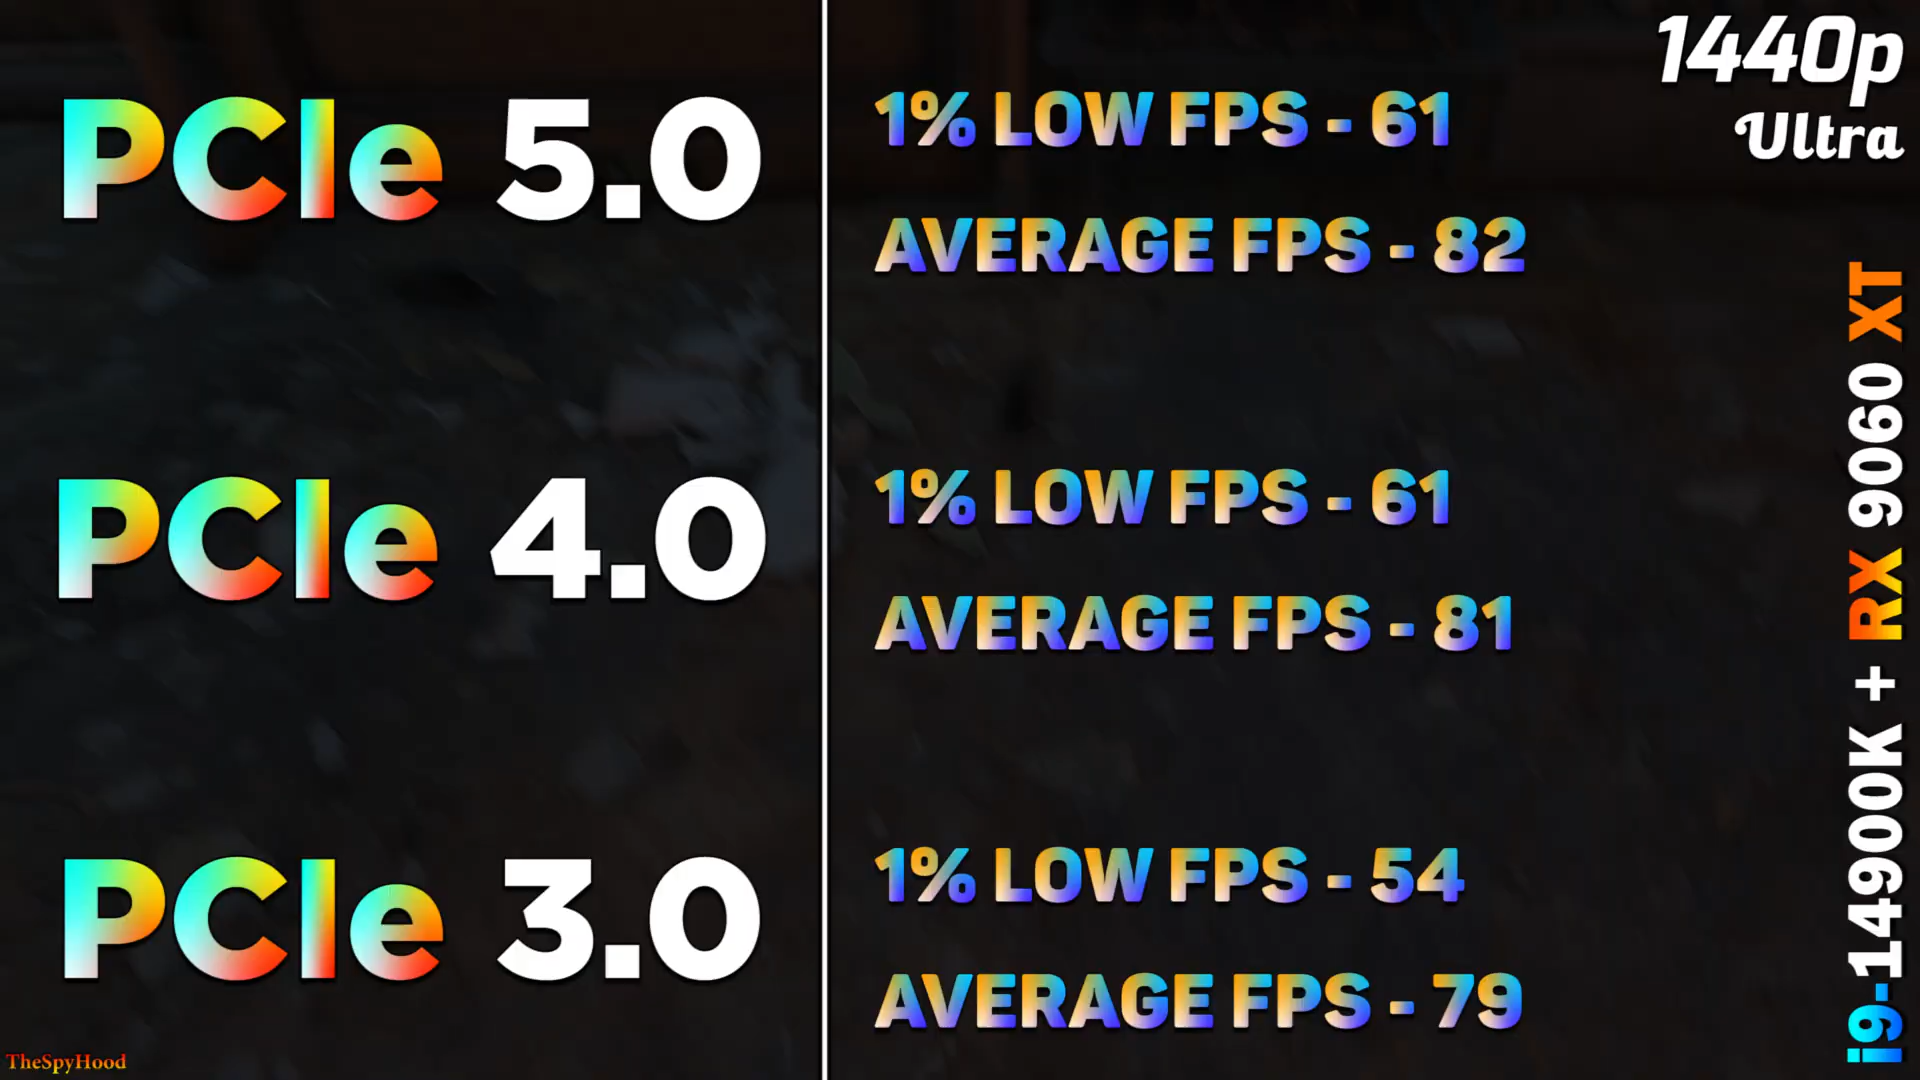 1440p
Ultra
PCIe 5.0
1% LOW FPS - 61
AVERAGE FPS - 82
PCIe 4.0
1% LOW FPS - 61
AVERAGE FPS - 81
PCIe 3.0
1% LOW FPS - 54
AVERAGE FPS - 79
i9-14900K + RX 9060 XT
TheSpyHood